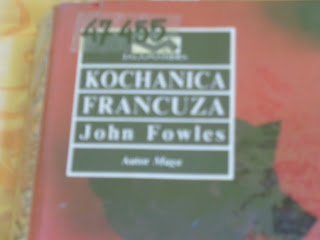 47 455
KOCHANICA
FRANCUZA
John Fowles
Autor Maga